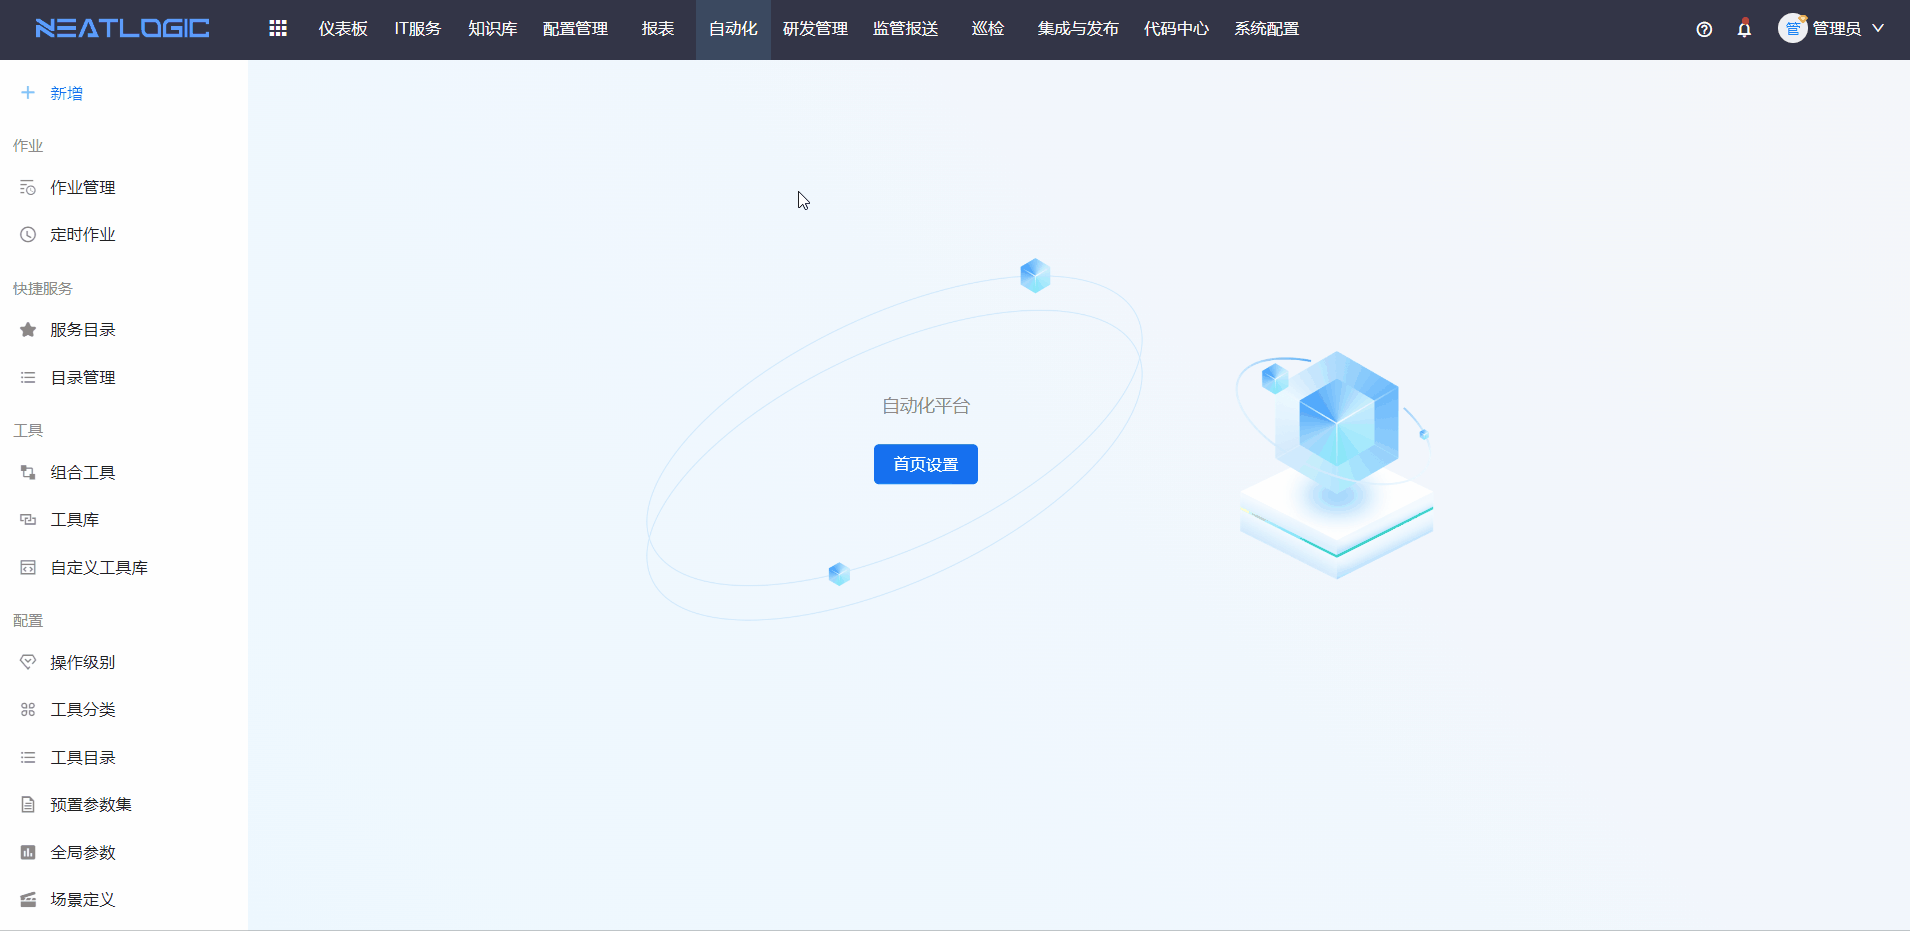 NEATLOGIC 仪表板 IT服务 知识库 配置管理 报表 自动化 研发管理 监管报送 巡检 集成与发布 代码中心 系统配置 管 管理员
新增
作业
作业管理
定时作业
快捷服务
服务目录
目录管理
工具
组合工具
工具库
自定义工具库
配置
操作级别
工具分类
工具目录
预置参数集
全局参数
场景定义
自动化平台
首页设置